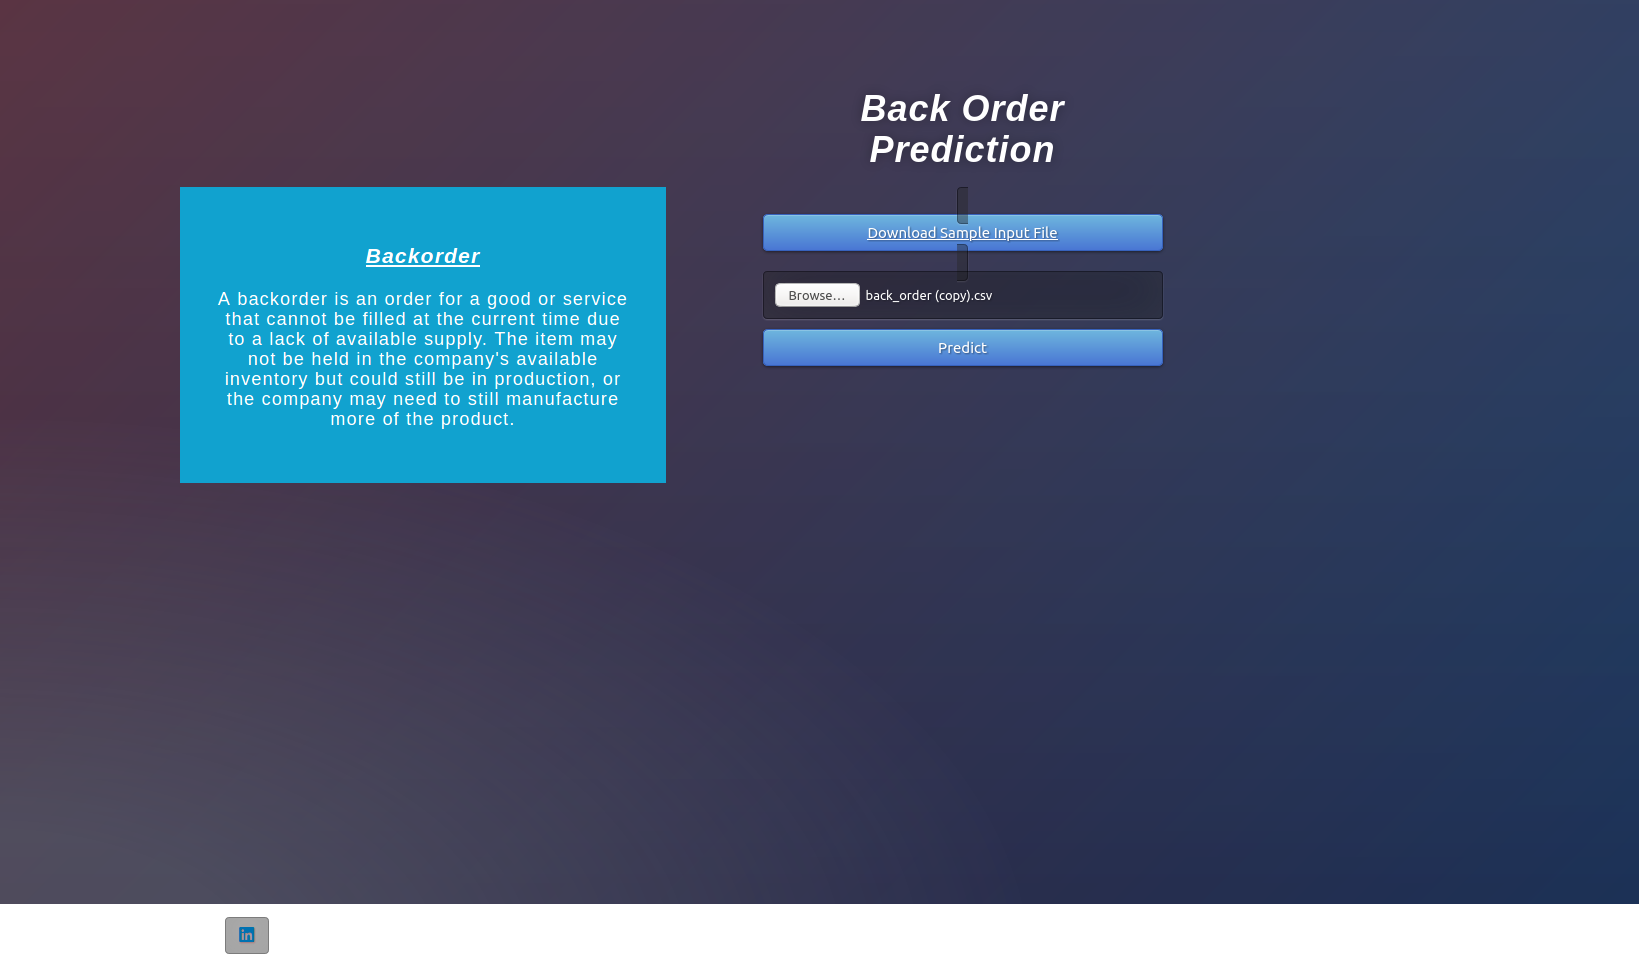 Back Order
Prediction
Backorder
A backorder is an order for a good or service
that cannot be filled at the current time due
to a lack of available supply. The item may
not be held in the company's available
inventory but could still be in production, or
the company may need to still manufacture
more of the product.
Download Sample Input File
Browse... back_order (copy).csv
Predict
in